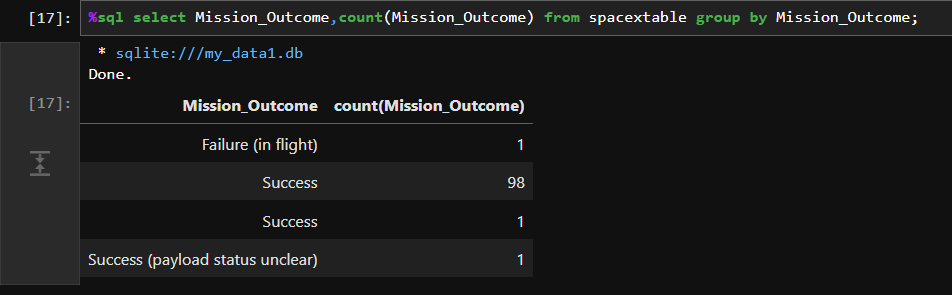 [17]: %sql select Mission_Outcome,count(Mission_Outcome) from spacextable group by Mission_Outcome;
* sqlite:///my_data1.db
Done.
[17]: Mission_Outcome count(Mission_Outcome)
Failure (in flight) 1
Success 98
Success 1
Success (payload status unclear) 1